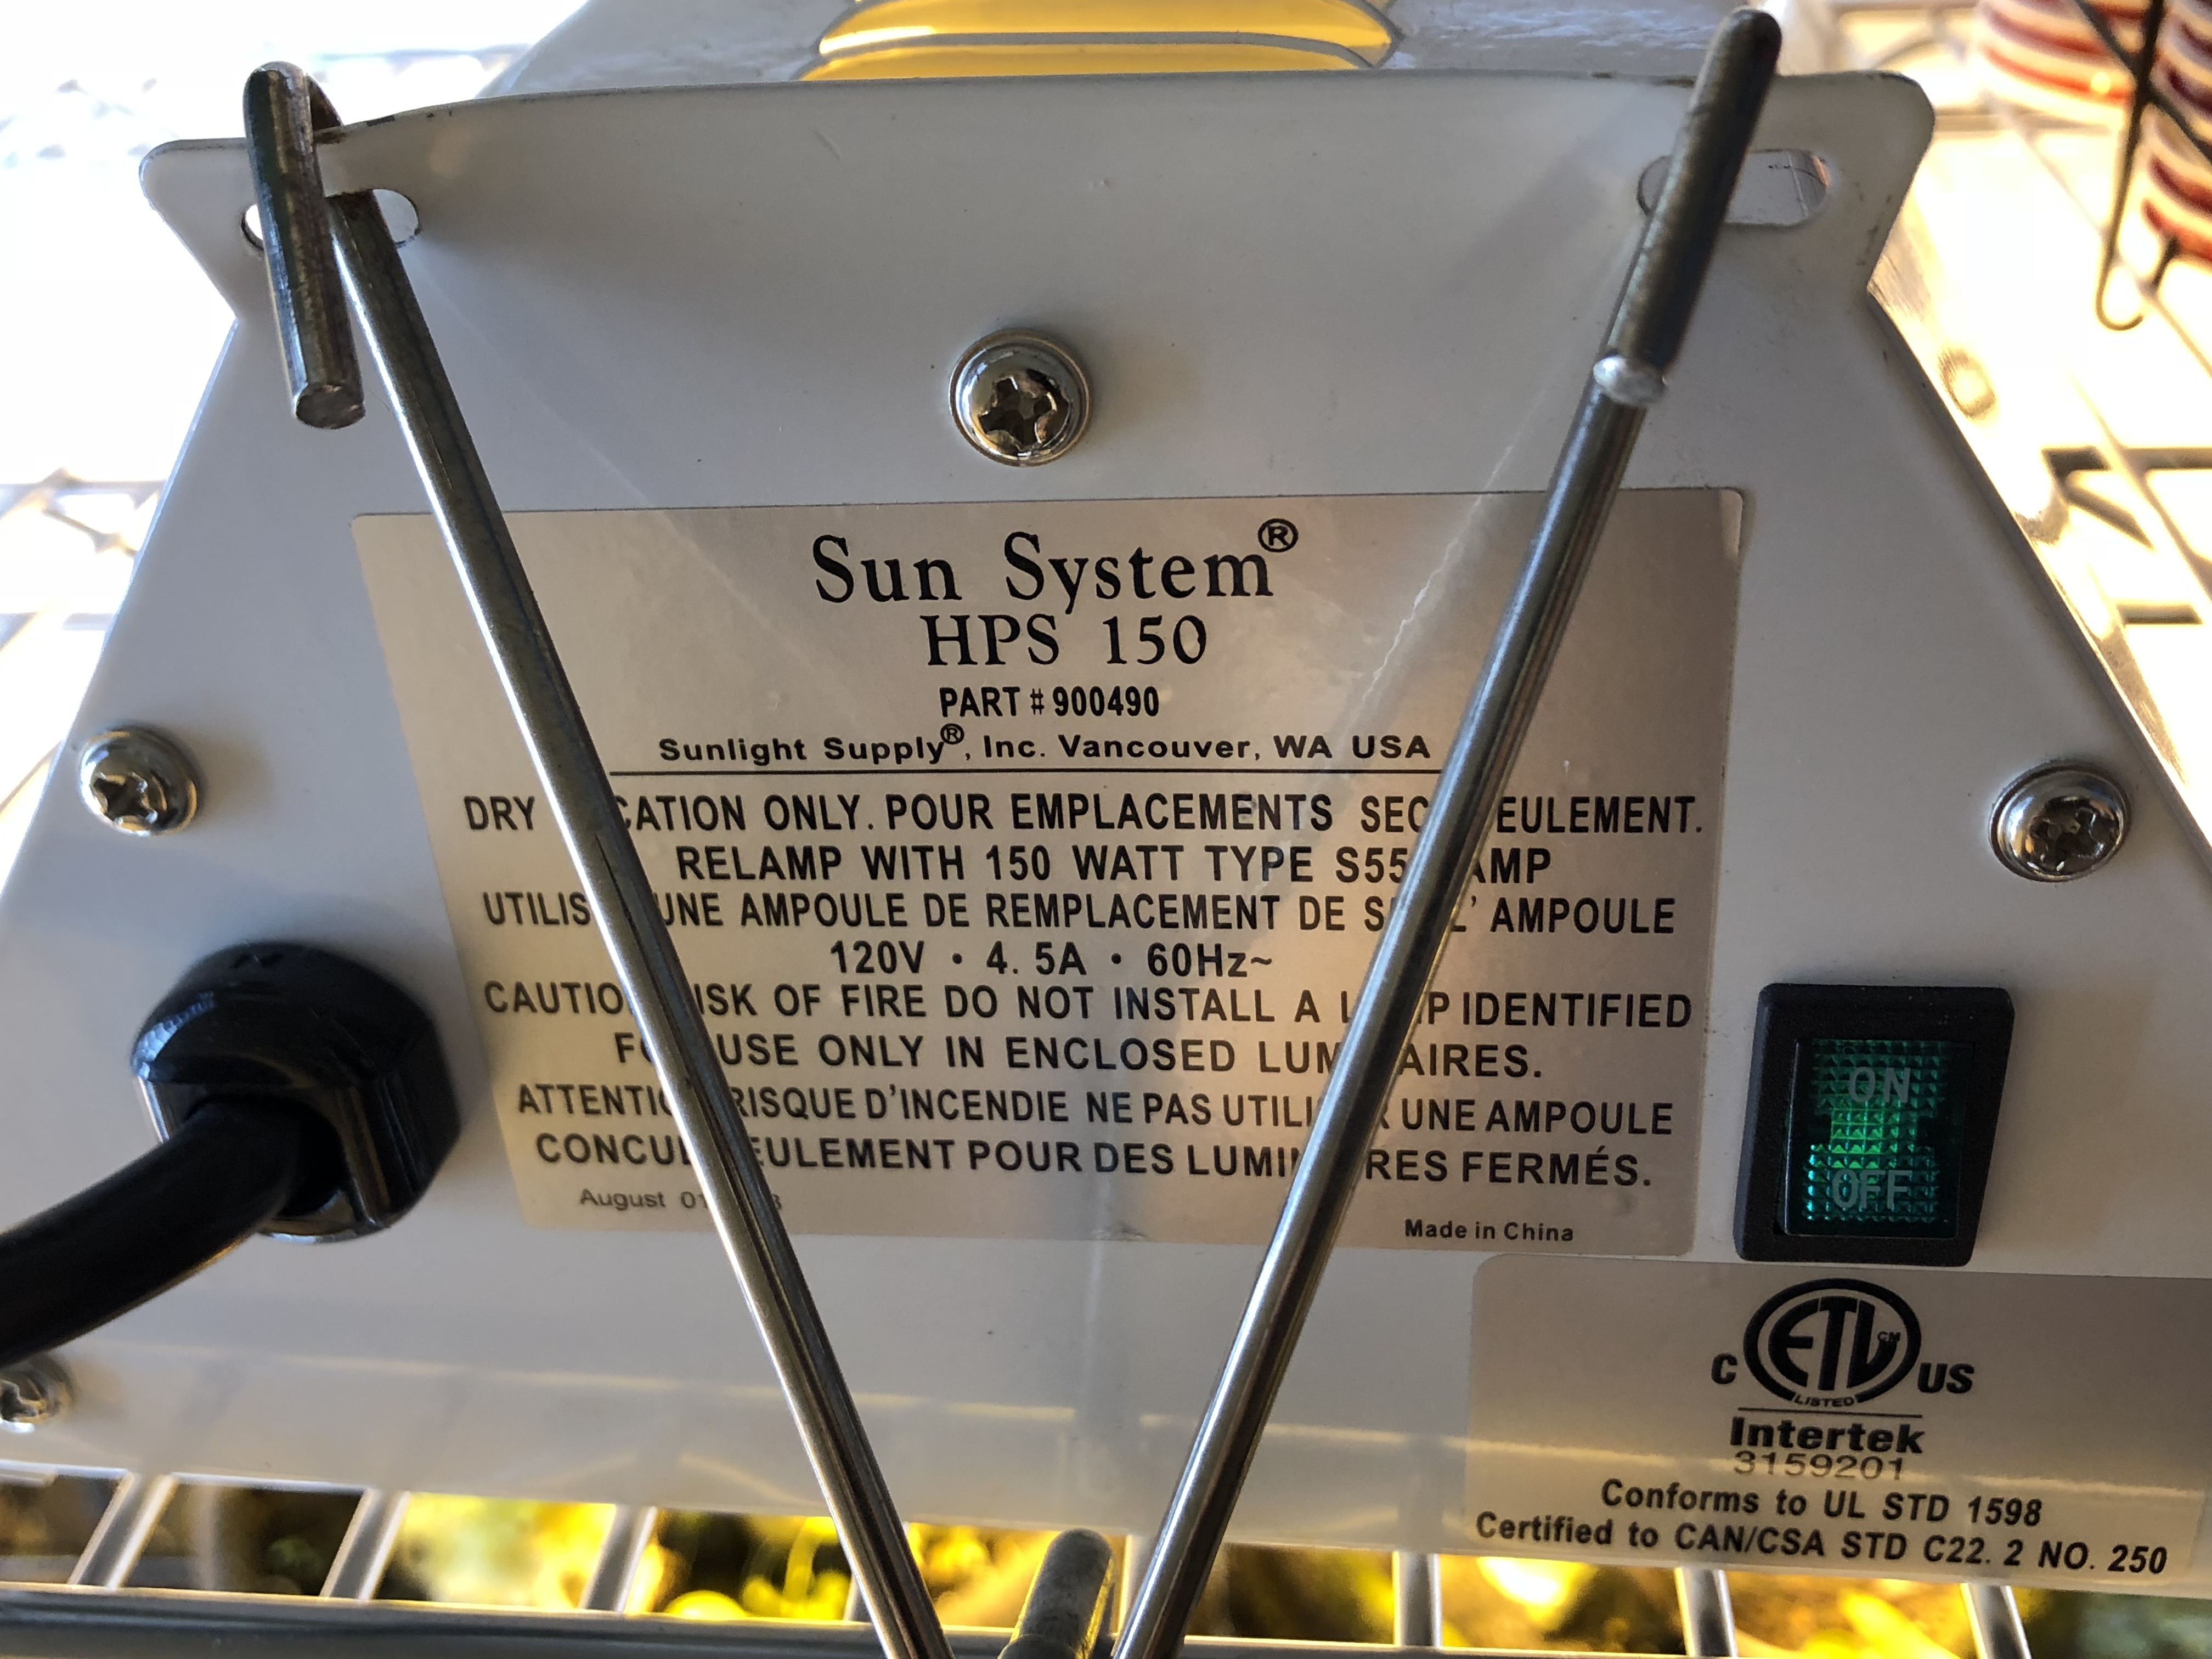 Sun System®
HPS 150
PART # 900490
Sunlight Supply®, Inc. Vancouver, WA USA
DRY CATION ONLY. POUR EMPLACEMENTS SEC EULEMENT.
RELAMP WITH 150 WATT TYPE S55 AMP
UTILIS UNE AMPOULE DE REMPLACEMENT DE S L' AMPOULE
120V • 4.5A • 60Hz~
CAUTIO ISK OF FIRE DO NOT INSTALL A L P IDENTIFIED
F USE ONLY IN ENCLOSED LUM AIRES.
ATTENTI RISQUE D'INCENDIE NE PAS UTILI R UNE AMPOULE
CONCU EULEMENT POUR DES LUMI RES FERMÉS.
August 01
Made in China
ON
OFF
C ETL CM US
LISTED
Intertek
3159201
Conforms to UL STD 1598
Certified to CAN/CSA STD C22.2 NO. 250